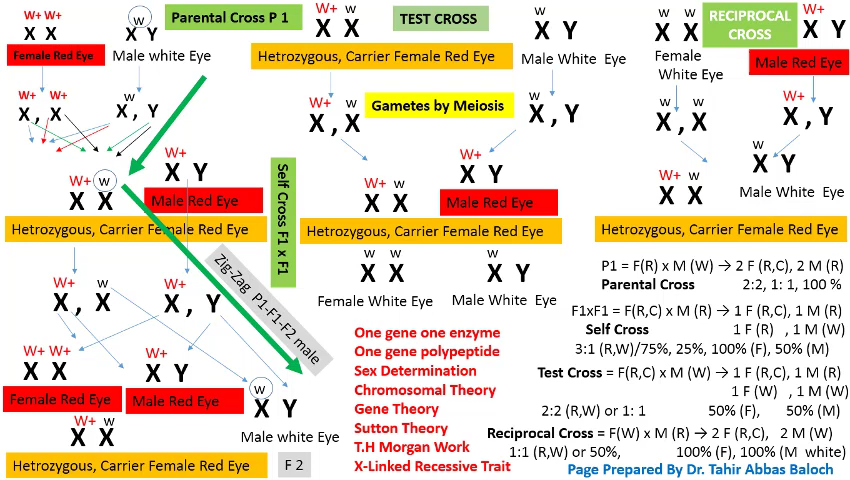 W+ W+
X X
Female Red Eye
W+ W+
X , X
w
X Y
Male white Eye
w
X , Y
Parental Cross P 1
W+ w
X X
W+
X Y
Male Red Eye
Hetrozygous, Carrier Female Red Eye
W+ w
X , X
W+
X , Y
W+ W+
X X
Female Red Eye
W+
X Y
Male Red Eye
w
X Y
Male white Eye
W+ w
X X
Hetrozygous, Carrier Female Red Eye
F 2
Self Cross F1 x F1
Zig-Zag P1-F1-F2 male
W+ w
X X
TEST CROSS
w
X Y
Hetrozygous, Carrier Female Red Eye
Male White Eye
Gametes by Meiosis
W+ w
X , X
w
X , Y
W+ w
X X
W+
X Y
Male Red Eye
Hetrozygous, Carrier Female Red Eye
w w
X X
Female White Eye
w
X Y
Male White Eye
One gene one enzyme
One gene polypeptide
Sex Determination
Chromosomal Theory
Gene Theory
Sutton Theory
T.H Morgan Work
X-Linked Recessive Trait
w w
X X
Female
White Eye
RECIPROCAL
CROSS
W+
X Y
Male Red Eye
w w
X , X
W+
X , Y
w
X Y
Male White Eye
W+ w
X X
Hetrozygous, Carrier Female Red Eye
P1 = F(R) x M (W) → 2 F (R,C), 2 M (R)
Parental Cross 2:2, 1: 1, 100 %
F1xF1 = F(R,C) x M (R) → 1 F (R,C), 1 M (R)
Self Cross 1 F (R) , 1 M (W)
3:1 (R,W)/75%, 25%, 100% (F), 50% (M)
Test Cross = F(R,C) x M (W) → 1 F (R,C), 1 M (R)
1 F (W) , 1 M (W)
2:2 (R,W) or 1: 1 50% (F), 50% (M)
Reciprocal Cross = F(W) x M (R) → 2 F (R,C), 2 M (W)
1:1 (R,W) or 50%, 100% (F), 100% (M white)
Page Prepared By Dr. Tahir Abbas Baloch